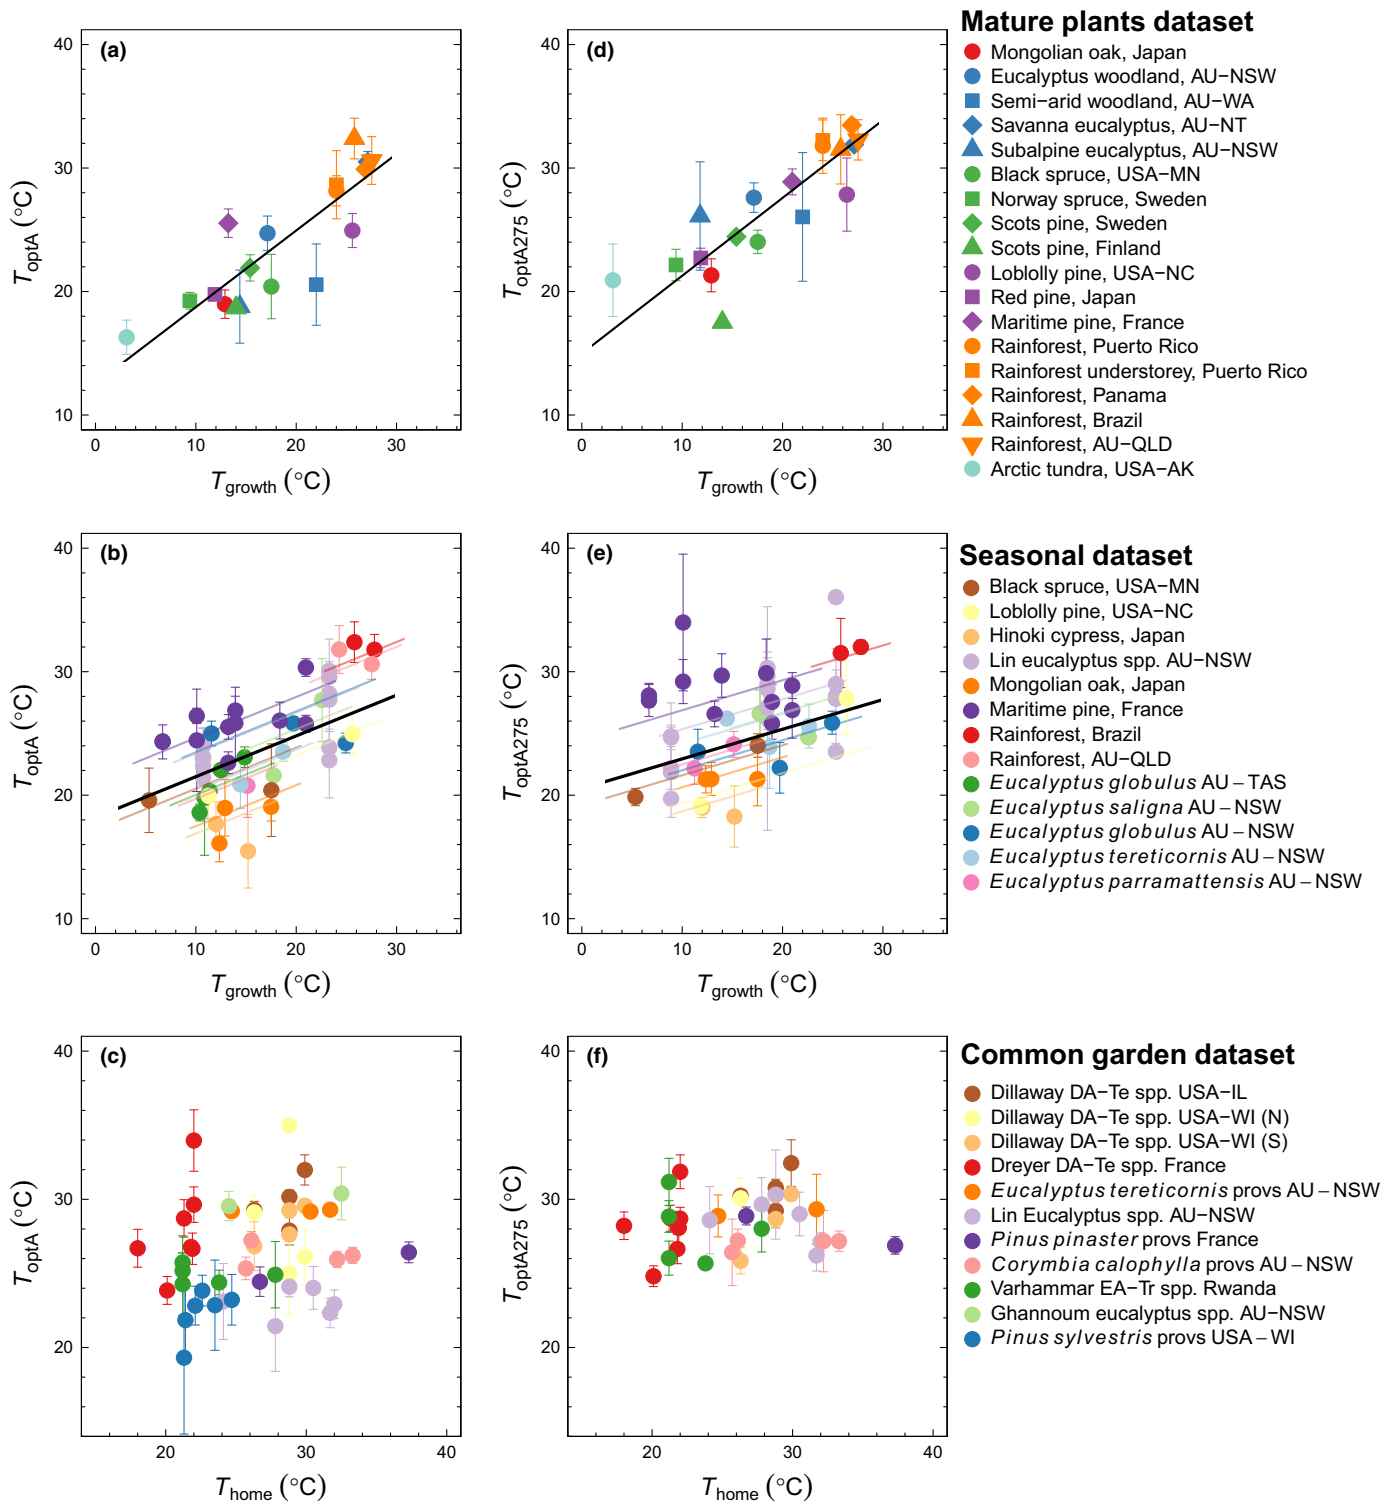 (a)
40
30
20
10
0 10 20 30
ToptA (°C)
Tgrowth (°C)
(d)
40
30
20
10
0 10 20 30
ToptA275 (°C)
Tgrowth (°C)
Mature plants dataset
Mongolian oak, Japan
Eucalyptus woodland, AU−NSW
Semi−arid woodland, AU−WA
Savanna eucalyptus, AU−NT
Subalpine eucalyptus, AU−NSW
Black spruce, USA−MN
Norway spruce, Sweden
Scots pine, Sweden
Scots pine, Finland
Loblolly pine, USA−NC
Red pine, Japan
Maritime pine, France
Rainforest, Puerto Rico
Rainforest understorey, Puerto Rico
Rainforest, Panama
Rainforest, Brazil
Rainforest, AU−QLD
Arctic tundra, USA−AK
(b)
40
30
20
10
0 10 20 30
ToptA (°C)
Tgrowth (°C)
(e)
40
30
20
10
0 10 20 30
ToptA275 (°C)
Tgrowth (°C)
Seasonal dataset
Black spruce, USA−MN
Loblolly pine, USA−NC
Hinoki cypress, Japan
Lin eucalyptus spp. AU−NSW
Mongolian oak, Japan
Maritime pine, France
Rainforest, Brazil
Rainforest, AU−QLD
Eucalyptus globulus AU−TAS
Eucalyptus saligna AU−NSW
Eucalyptus globulus AU−NSW
Eucalyptus tereticornis AU−NSW
Eucalyptus parramattensis AU−NSW
(c)
40
30
20
20 30 40
ToptA (°C)
Thome (°C)
(f)
40
30
20
20 30 40
ToptA275 (°C)
Thome (°C)
Common garden dataset
Dillaway DA−Te spp. USA−IL
Dillaway DA−Te spp. USA−WI (N)
Dillaway DA−Te spp. USA−WI (S)
Dreyer DA−Te spp. France
Eucalyptus tereticornis provs AU−NSW
Lin Eucalyptus spp. AU−NSW
Pinus pinaster provs France
Corymbia calophylla provs AU−NSW
Varhammar EA−Tr spp. Rwanda
Ghannoum eucalyptus spp. AU−NSW
Pinus sylvestris provs USA−WI